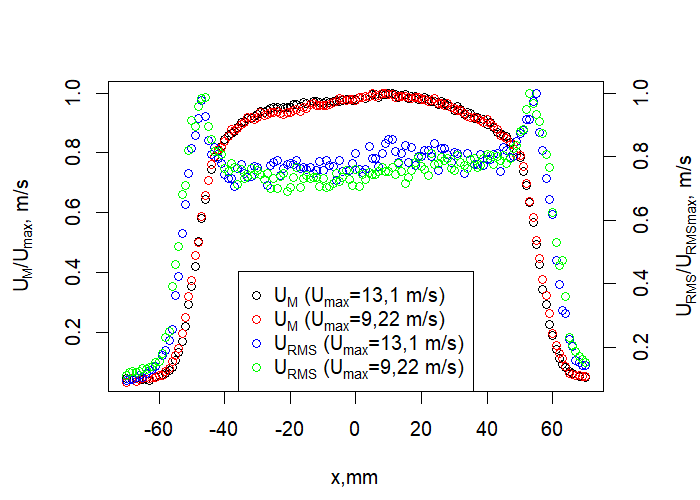 U_M/U_max, m/s
0.2 0.4 0.6 0.8 1.0
U_M (U_max=13,1 m/s)
U_M (U_max=9,22 m/s)
U_RMS (U_max=13,1 m/s)
U_RMS (U_max=9,22 m/s)
0.2 0.4 0.6 0.8 1.0
U_RMS/U_RMSmax, m/s
-60 -40 -20 0 20 40 60
x,mm